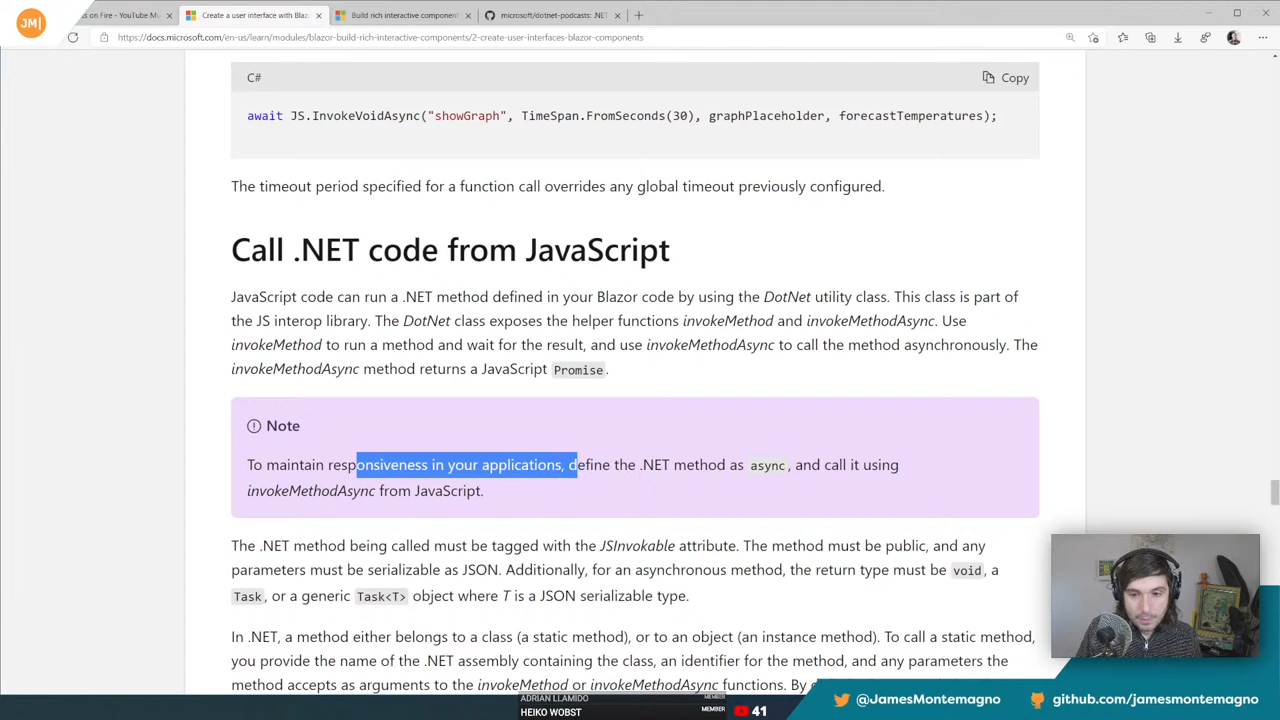 JM|
s on Fire - YouTube Mu
Create a user interface with Blaz
Build rich interactive component
microsoft/dotnet-podcasts: .NET
https://docs.microsoft.com/en-us/learn/modules/blazor-build-rich-interactive-components/2-create-user-interfaces-blazor-components
C#
Copy
await JS.InvokeVoidAsync("showGraph", TimeSpan.FromSeconds(30), graphPlaceholder, forecastTemperatures);
The timeout period specified for a function call overrides any global timeout previously configured.
Call .NET code from JavaScript
JavaScript code can run a .NET method defined in your Blazor code by using the DotNet utility class. This class is part of
the JS interop library. The DotNet class exposes the helper functions invokeMethod and invokeMethodAsync. Use
invokeMethod to run a method and wait for the result, and use invokeMethodAsync to call the method asynchronously. The
invokeMethodAsync method returns a JavaScript Promise.
Note
To maintain responsiveness in your applications, define the .NET method as async, and call it using
invokeMethodAsync from JavaScript.
The .NET method being called must be tagged with the JSInvokable attribute. The method must be public, and any
parameters must be serializable as JSON. Additionally, for an asynchronous method, the return type must be void, a
Task, or a generic Task<T> object where T is a JSON serializable type.
In .NET, a method either belongs to a class (a static method), or to an object (an instance method). To call a static method,
you provide the name of the .NET assembly containing the class, an identifier for the method, and any parameters the
method accepts as arguments to the invokeMethod or invokeMethodAsync functions. By
ADRIAN LLAMIDO MEMBER
HEIKO WOBST MEMBER
41
@JamesMontemagno
github.com/jamesmontemagno